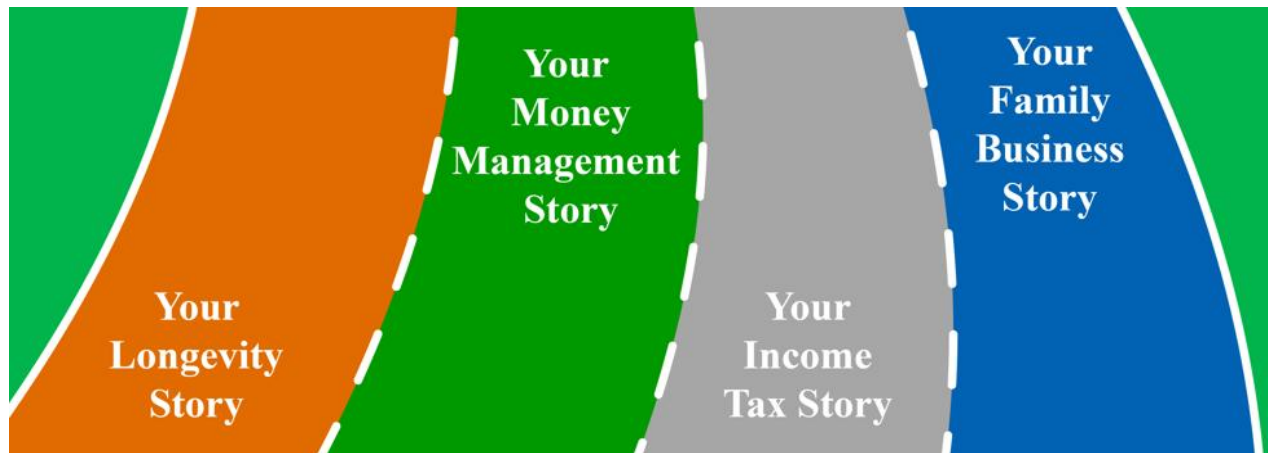 Your
Longevity
Story
Your
Money
Management
Story
Your
Income
Tax Story
Your
Family
Business
Story